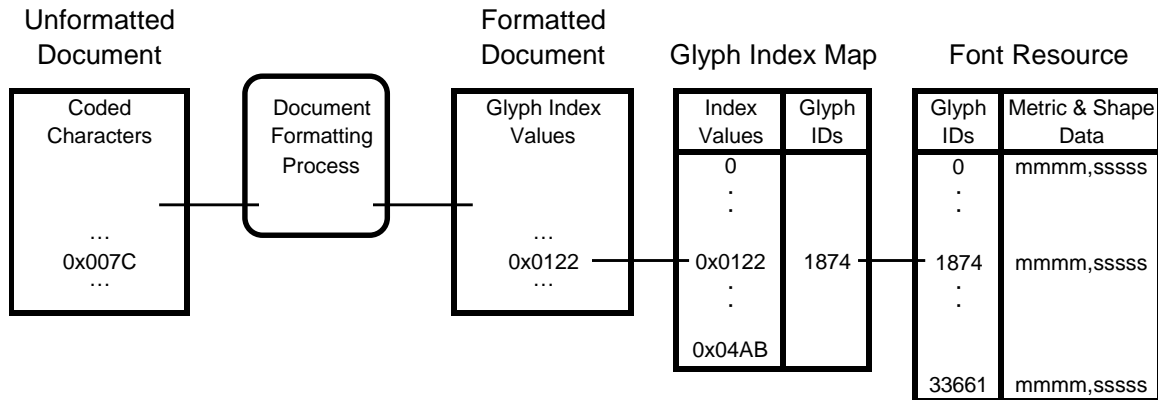 Unformatted
Document
Formatted
Document
Glyph Index Map
Font Resource
Coded
Characters
…
0x007C
…
Document
Formatting
Process
Glyph Index
Values
…
0x0122
…
Index
Values
Glyph
IDs
0
.
.
0x0122
1874
.
.
0x04AB
Glyph
IDs
Metric & Shape
Data
0
mmmm,sssss
.
.
1874
mmmm,sssss
.
.
33661
mmmm,sssss